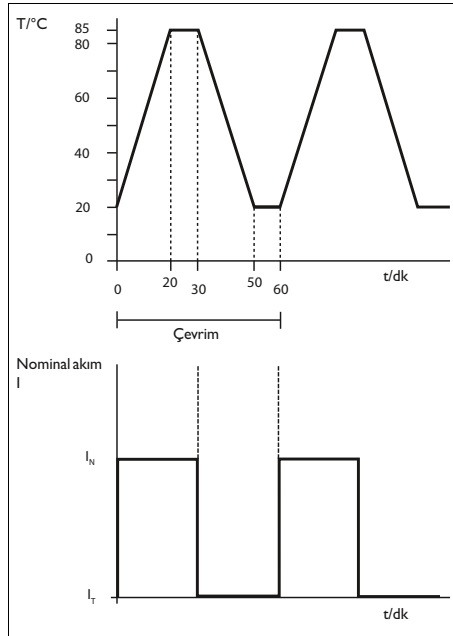 T/°C
85
80
60
40
20
0
0 20 30 50 60
t/dk
Çevrim
Nominal akım
I
I_N
I_T
t/dk